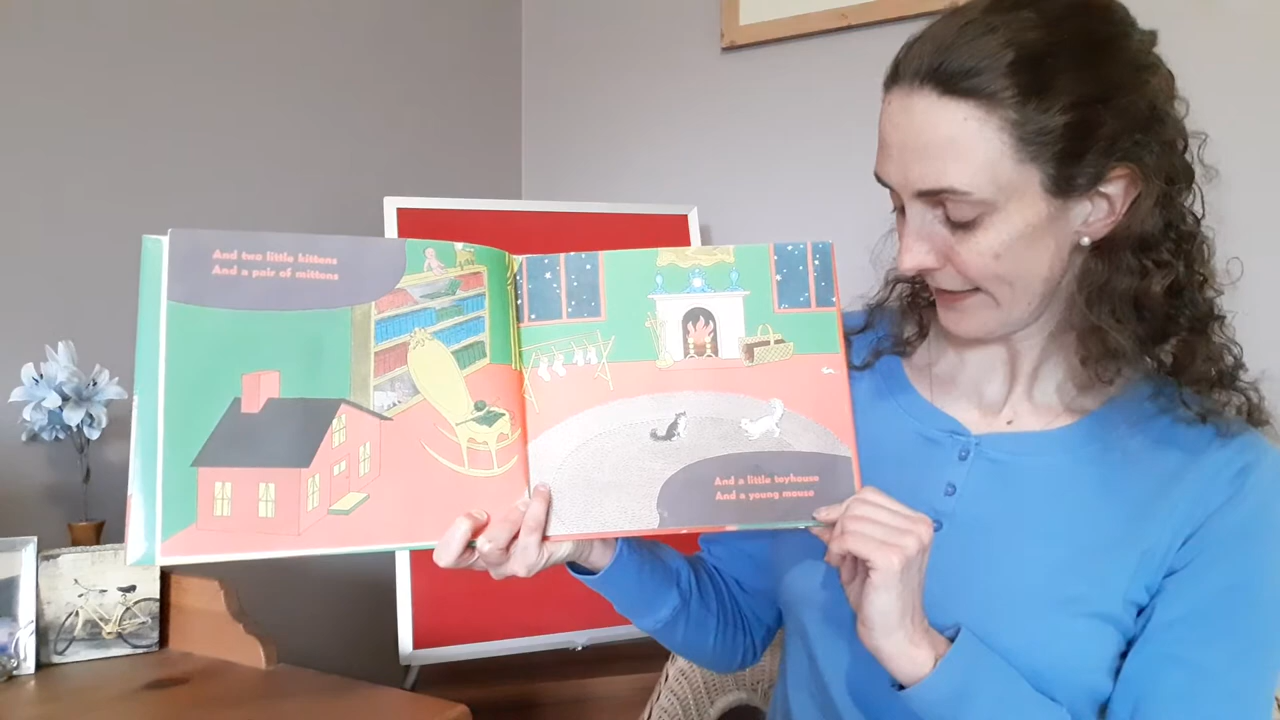 And two little kittens
And a pair of mittens
And a little toyhouse
And a young mouse